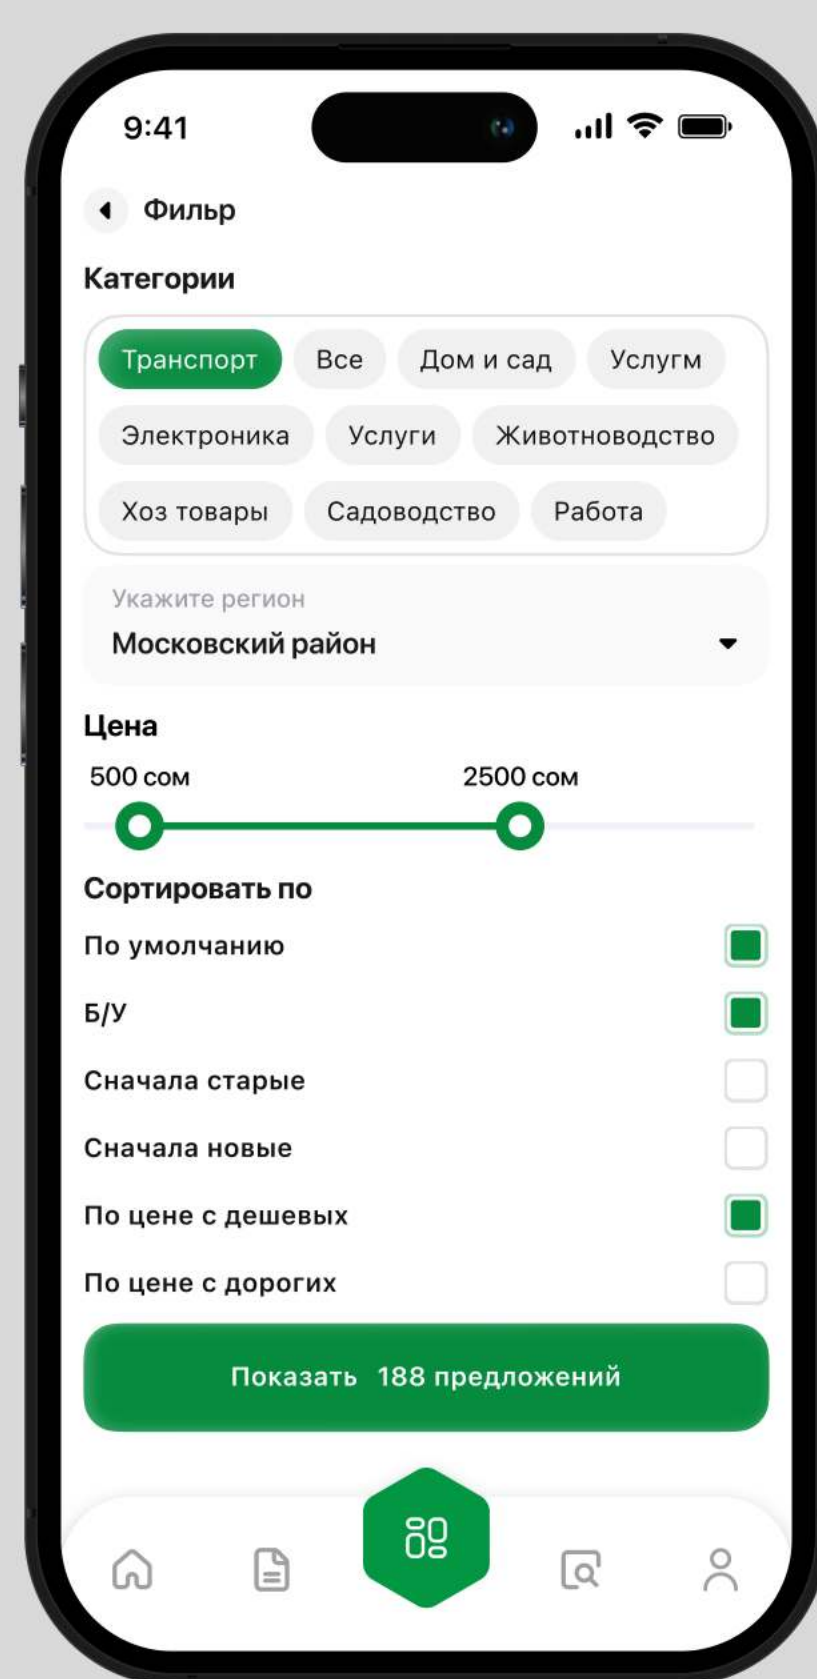 9:41
Фильр
Категории
Транспорт Все Дом и сад Услугм
Электроника Услуги Животноводство
Хоз товары Садоводство Работа
Укажите регион
Московский район
Цена
500 сом 2500 сом
Сортировать по
По умолчанию
Б/У
Сначала старые
Сначала новые
По цене с дешевых
По цене с дорогих
Показать 188 предложений